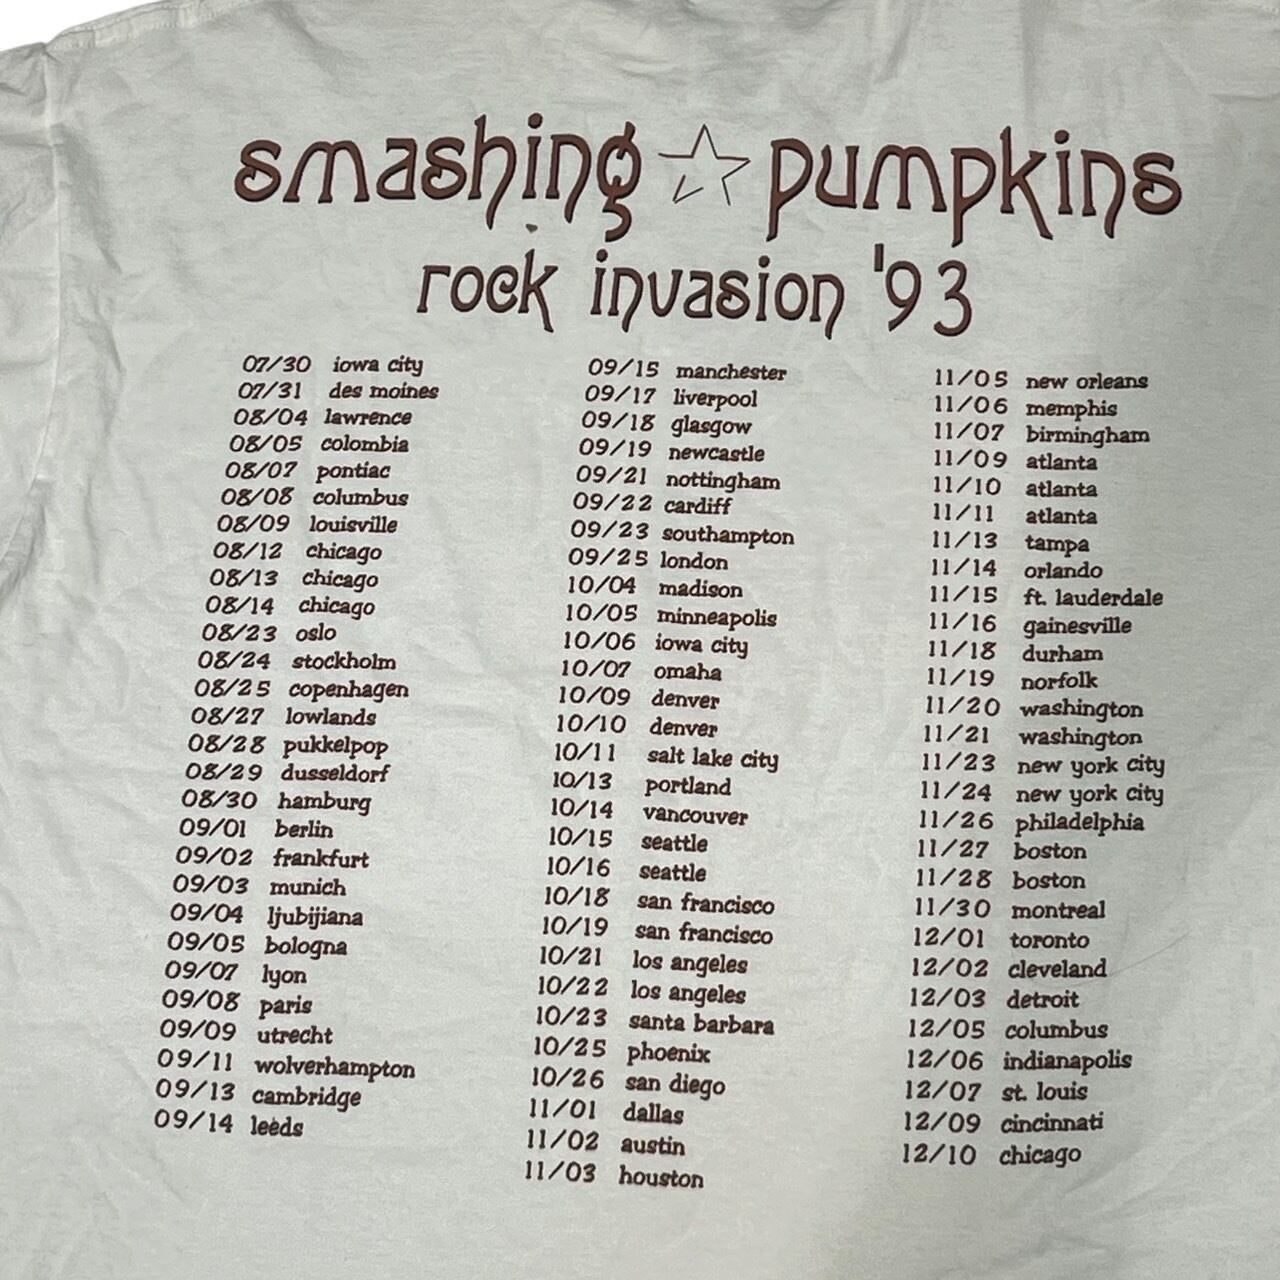 smashing pumpkins
rock invasion '93
07/30 iowa city
07/31 des moines
08/04 lawrence
08/05 colombia
08/07 pontiac
08/08 columbus
08/09 louisville
08/12 chicago
08/13 chicago
08/14 chicago
08/23 oslo
08/24 stockholm
08/25 copenhagen
08/27 lowlands
08/28 pukkelpop
08/29 dusseldorf
08/30 hamburg
09/01 berlin
09/02 frankfurt
09/03 munich
09/04 ljubijiana
09/05 bologna
09/07 lyon
09/08 paris
09/09 utrecht
09/11 wolverhampton
09/13 cambridge
09/14 leeds
09/15 manchester
09/17 liverpool
09/18 glasgow
09/19 newcastle
09/21 nottingham
09/22 cardiff
09/23 southampton
09/25 london
10/04 madison
10/05 minneapolis
10/06 iowa city
10/07 omaha
10/09 denver
10/10 denver
10/11 salt lake city
10/13 portland
10/14 vancouver
10/15 seattle
10/16 seattle
10/18 san francisco
10/19 san francisco
10/21 los angeles
10/22 los angeles
10/23 santa barbara
10/25 phoenix
10/26 san diego
11/01 dallas
11/02 austin
11/03 houston
11/05 new orleans
11/06 memphis
11/07 birmingham
11/09 atlanta
11/10 atlanta
11/11 atlanta
11/13 tampa
11/14 orlando
11/15 ft. lauderdale
11/16 gainesville
11/18 durham
11/19 norfolk
11/20 washington
11/21 washington
11/23 new york city
11/24 new york city
11/26 philadelphia
11/27 boston
11/28 boston
11/30 montreal
12/01 toronto
12/02 cleveland
12/03 detroit
12/05 columbus
12/06 indianapolis
12/07 st. louis
12/09 cincinnati
12/10 chicago